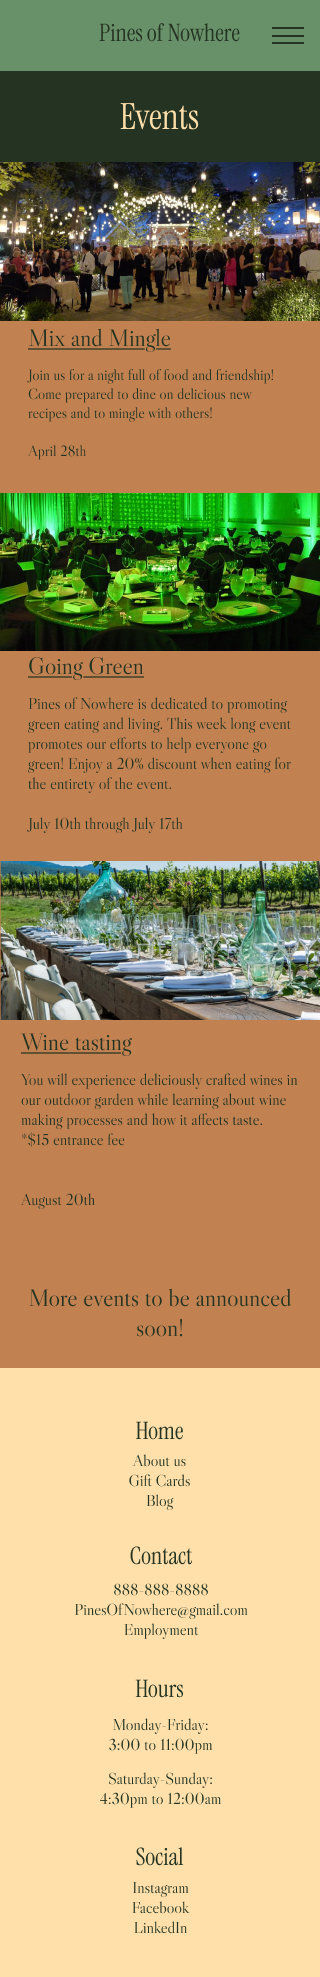 Pines of Nowhere
Events
Mix and Mingle
Join us for a night full of food and friendship!
Come prepared to dine on delicious new
recipes and to mingle with others!
April 28th
Going Green
Pines of Nowhere is dedicated to promoting
green eating and living. This week long event
promotes our efforts to help everyone go
green! Enjoy a 20% discount when eating for
the entirety of the event.
July 10th through July 17th
Wine tasting
You will experience deliciously crafted wines in
our outdoor garden while learning about wine
making processes and how it affects taste.
*$15 entrance fee
August 20th
More events to be announced
soon!
Home
About us
Gift Cards
Blog
Contact
888-888-8888
PinesOfNowhere@gmail.com
Employment
Hours
Monday-Friday:
3:00 to 11:00pm
Saturday-Sunday:
4:30pm to 12:00am
Social
Instagram
Facebook
LinkedIn